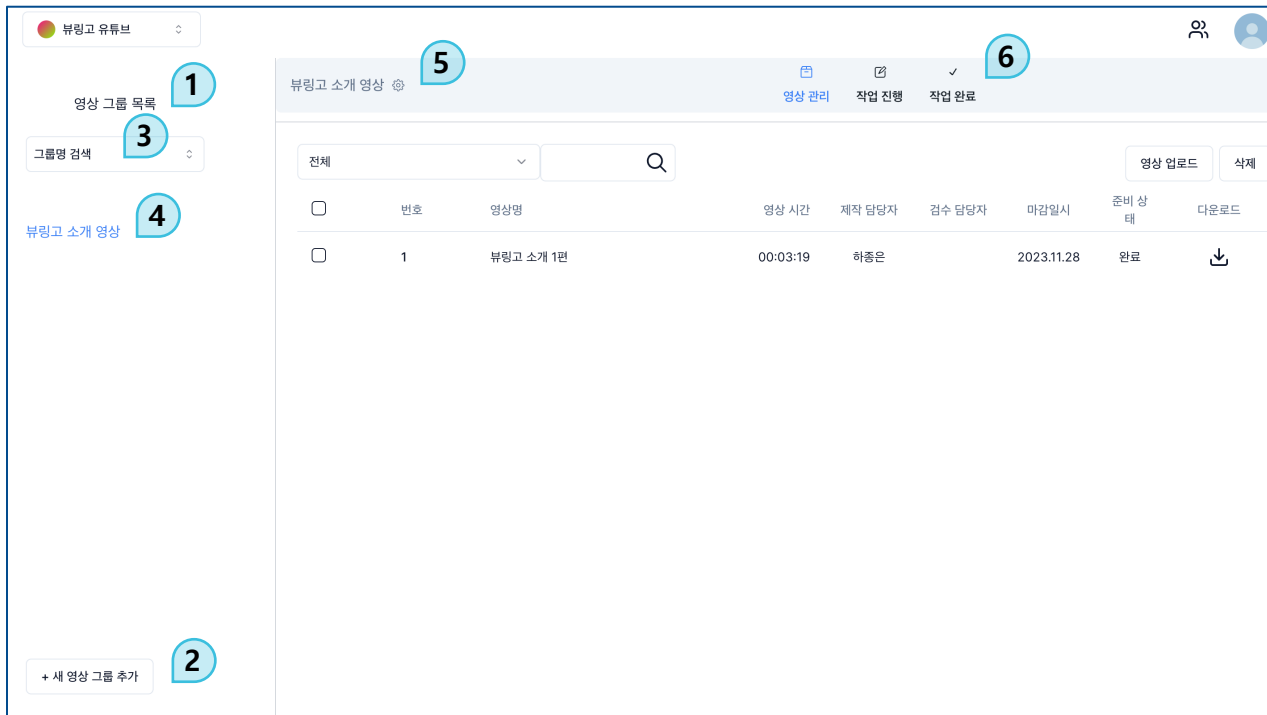 뷰링고 유튜브
영상 그룹 목록
1
그룹명 검색
3
뷰링고 소개 영상
4
+ 새 영상 그룹 추가
2
뷰링고 소개 영상
5
영상 관리 작업 진행 작업 완료
6
전체
영상 업로드 삭제
번호 영상명 영상 시간 제작 담당자 검수 담당자 마감일시 준비 상
태 다운로드
1 뷰링고 소개 1편 00:03:19 하종은 2023.11.28 완료